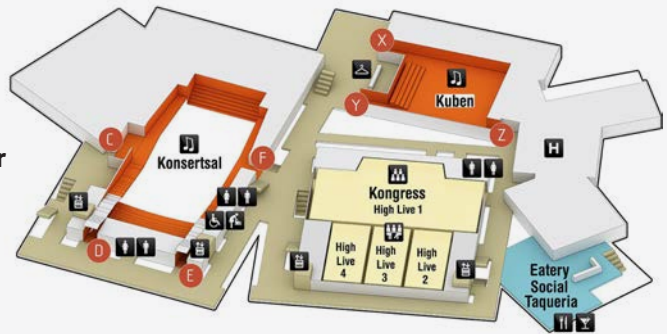 X
Kuben
Y
Z
C
Konsertsal
F
r
H
Kongress
High Live 1
D
E
High
Live
4
High
Live
3
High
Live
2
Eatery
Social
Taqueria